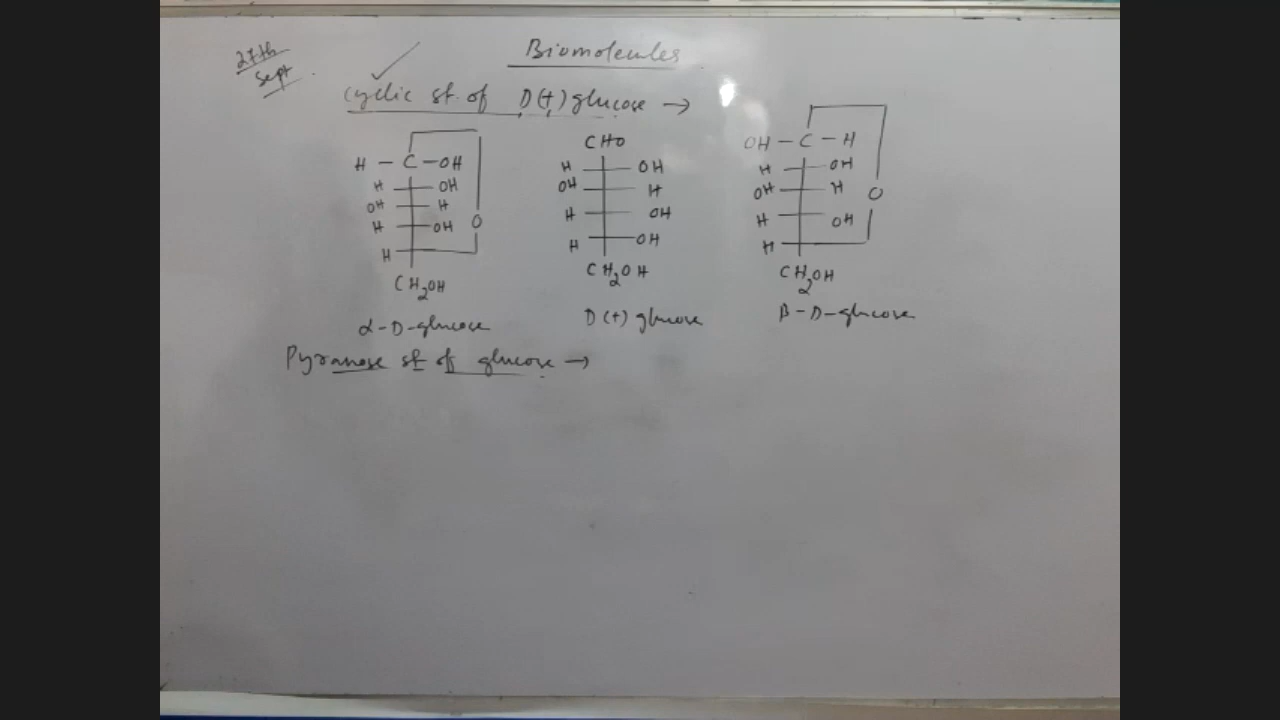 27th
Sept.
Biomolecules
Cyclic st. of D(+) glucose →
H - C - OH
H OH
OH H
H OH O
H
CH2OH
α-D-glucose
CHO
H OH
OH H
H OH
H OH
CH2OH
D(+) glucose
OH - C - H
H OH
OH H O
H OH
H
CH2OH
β-D-glucose
Pyranose st of glucose →